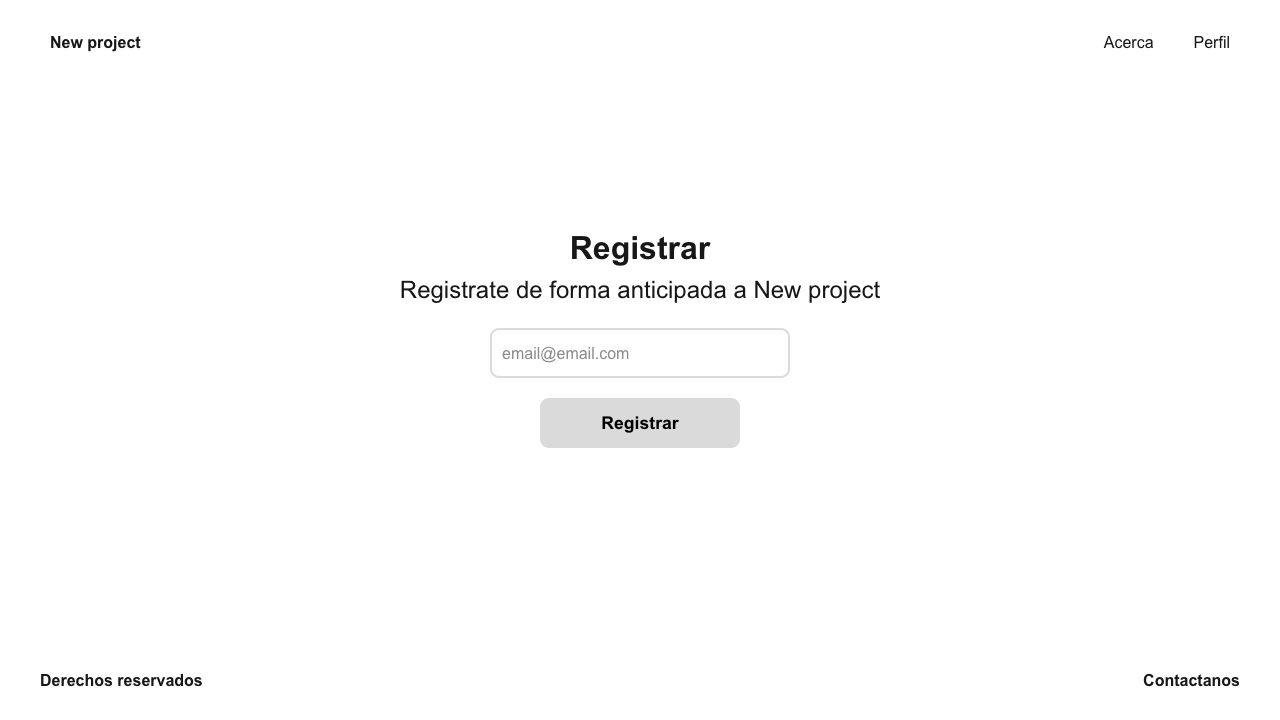 New project
Acerca
Perfil
Registrar
Registrate de forma anticipada a New project
email@email.com
Registrar
Derechos reservados
Contactanos